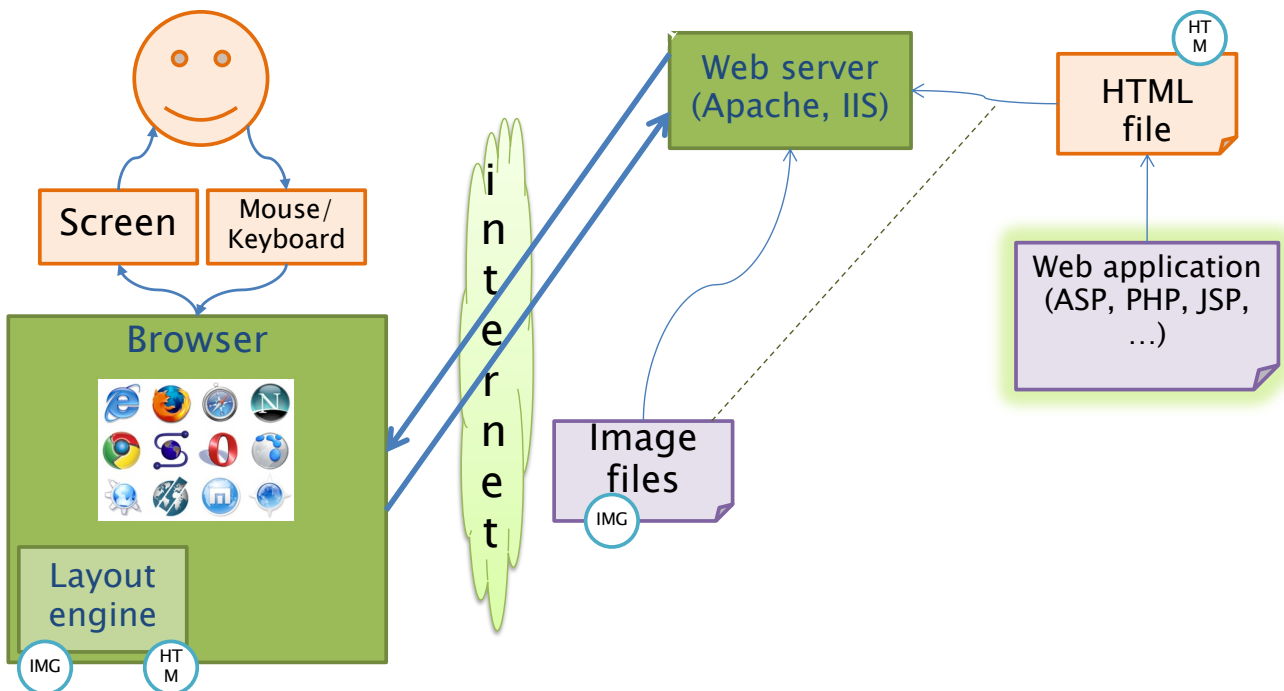 Screen
Mouse/
Keyboard
Browser
N
Layout
engine
IMG
HT
M
internet
Web server
(Apache, IIS)
Image
files
IMG
HT
M
HTML
file
Web application
(ASP, PHP, JSP,
…)